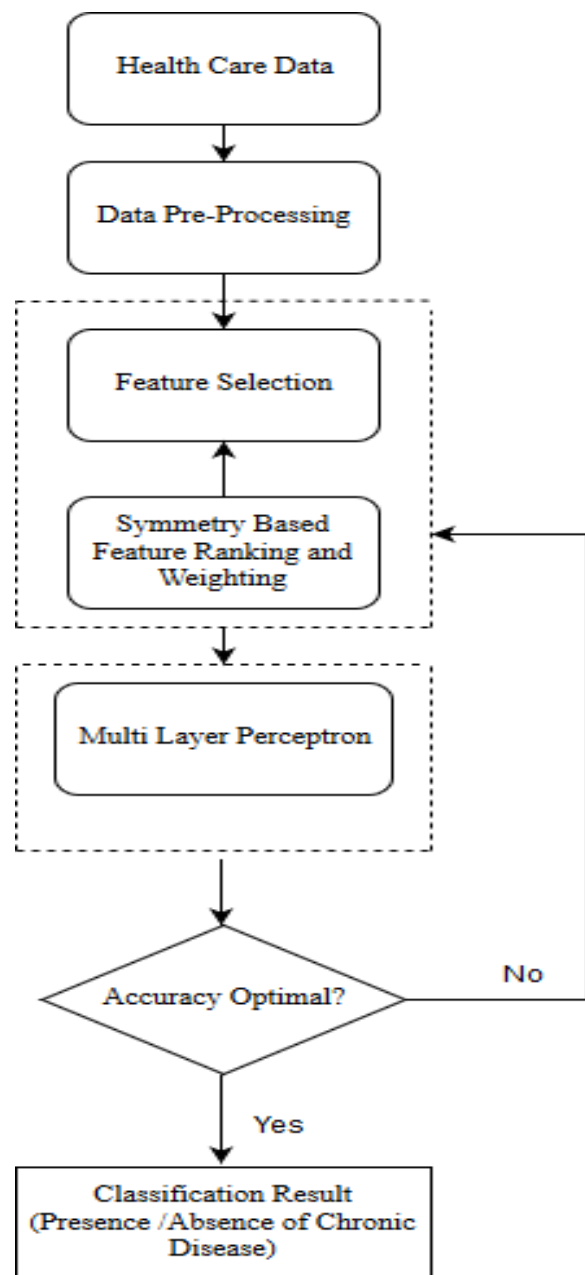 Health Care Data
Data Pre-Processing
Feature Selection
Symmetry Based
Feature Ranking and
Weighting
Multi Layer Perceptron
Accuracy Optimal?
No
Yes
Classification Result
(Presence /Absence of Chronic
Disease)